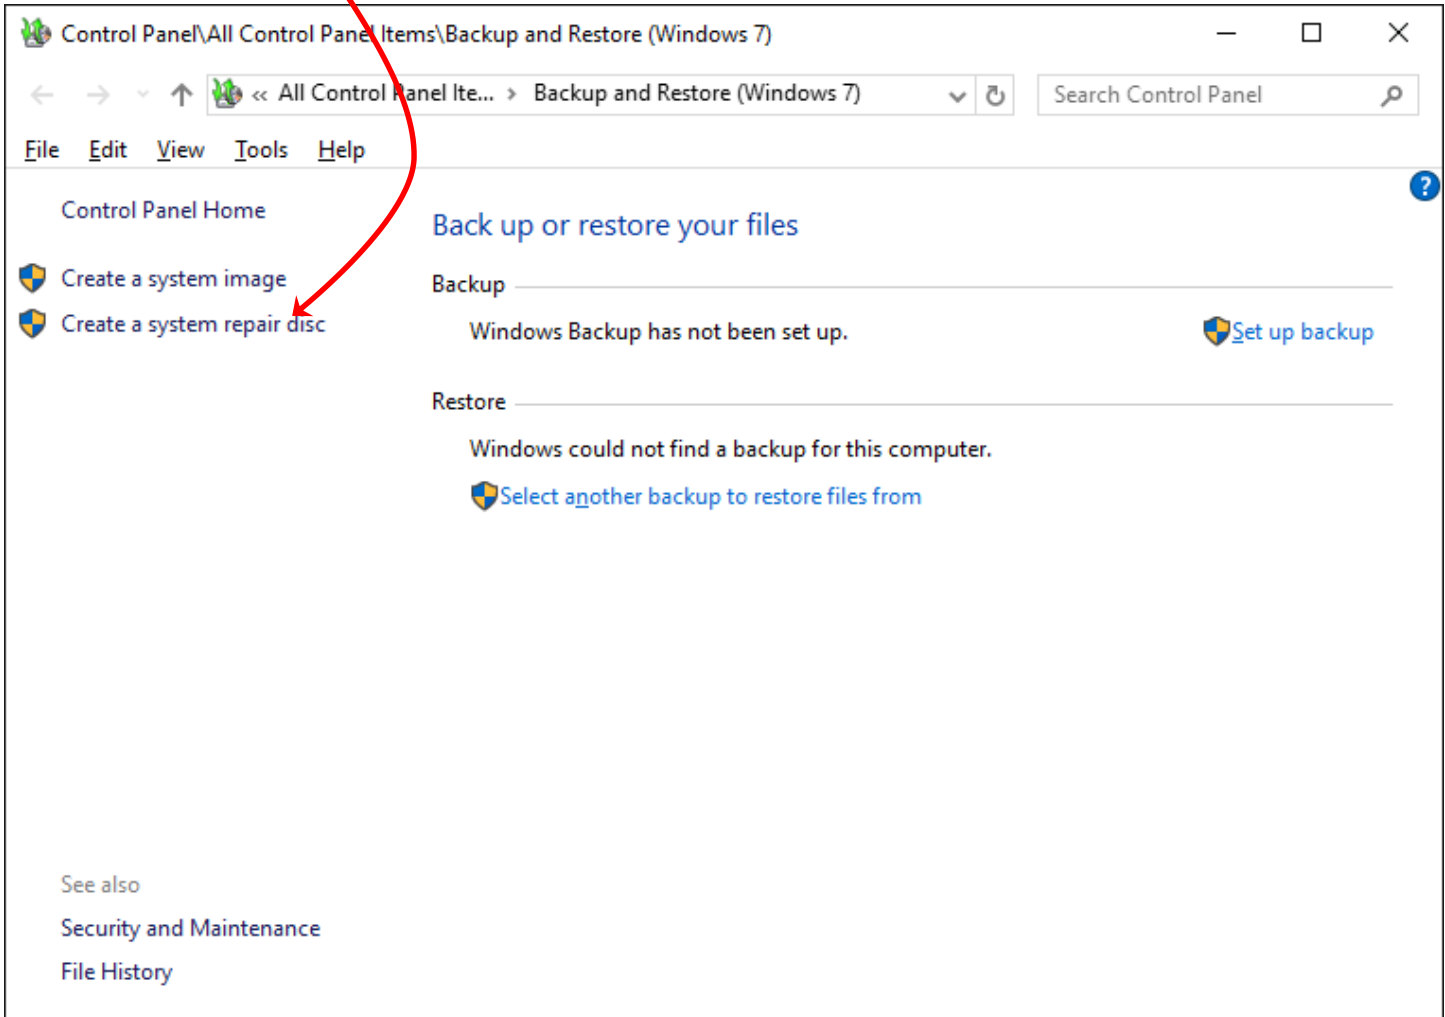 Control Panel\All Control Panel Items\Backup and Restore (Windows 7)
« All Control Panel Ite... › Backup and Restore (Windows 7)
Search Control Panel
File Edit View Tools Help
?
Control Panel Home
Create a system image
Create a system repair disc
Back up or restore your files
Backup
Windows Backup has not been set up.
Set up backup
Restore
Windows could not find a backup for this computer.
Select another backup to restore files from
See also
Security and Maintenance
File History